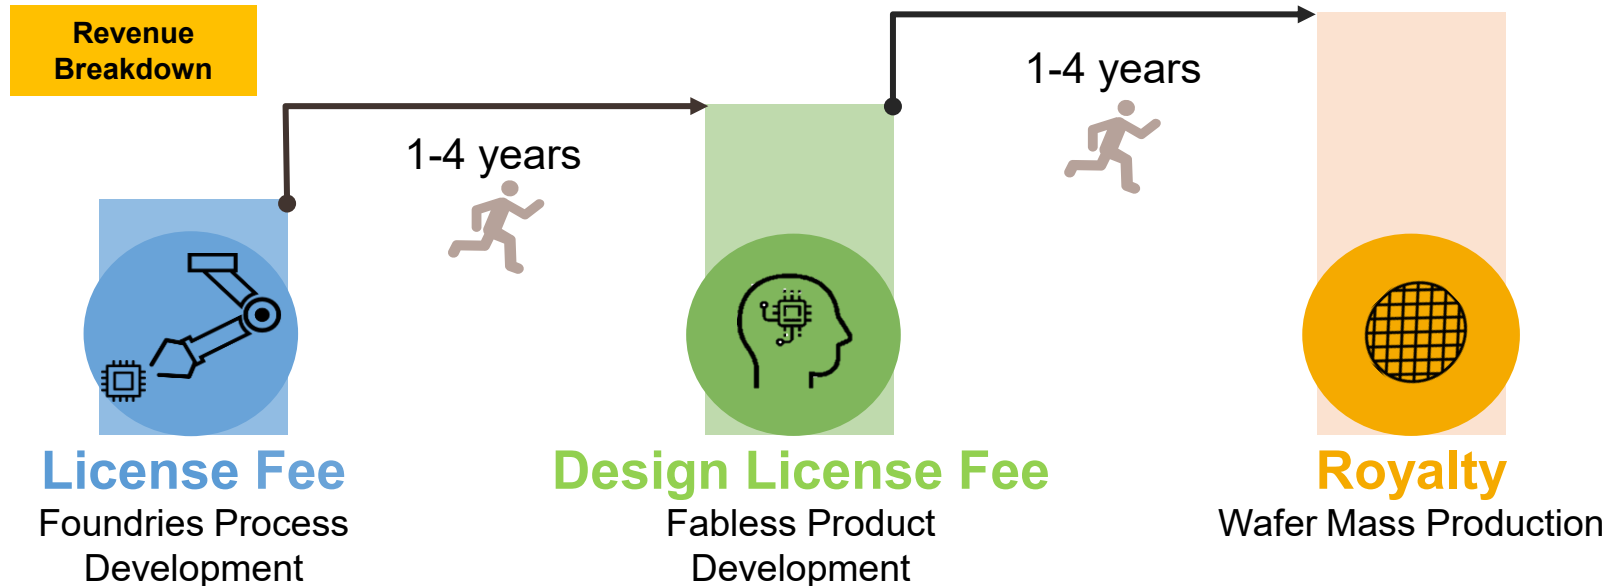 Revenue
Breakdown
1-4 years
1-4 years
License Fee
Foundries Process
Development
Design License Fee
Fabless Product
Development
Royalty
Wafer Mass Production